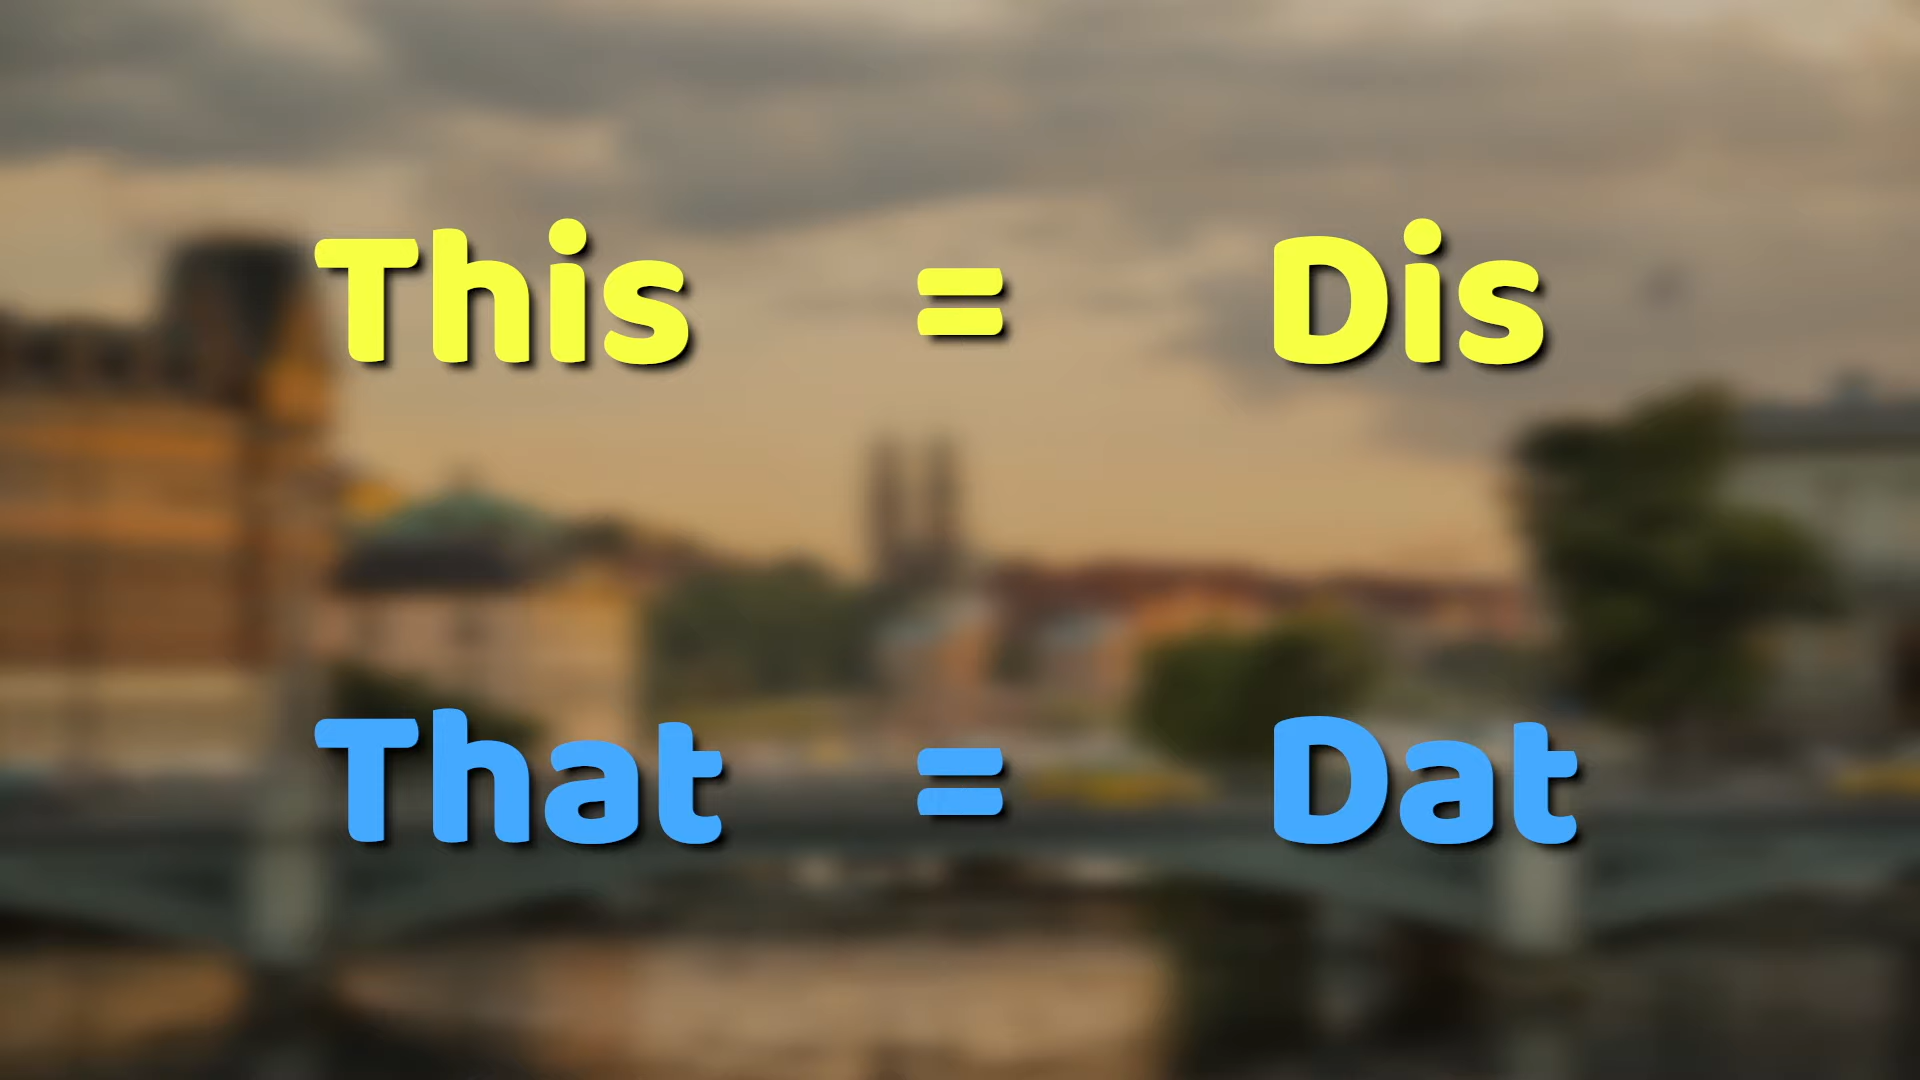 This = Dis
That = Dat